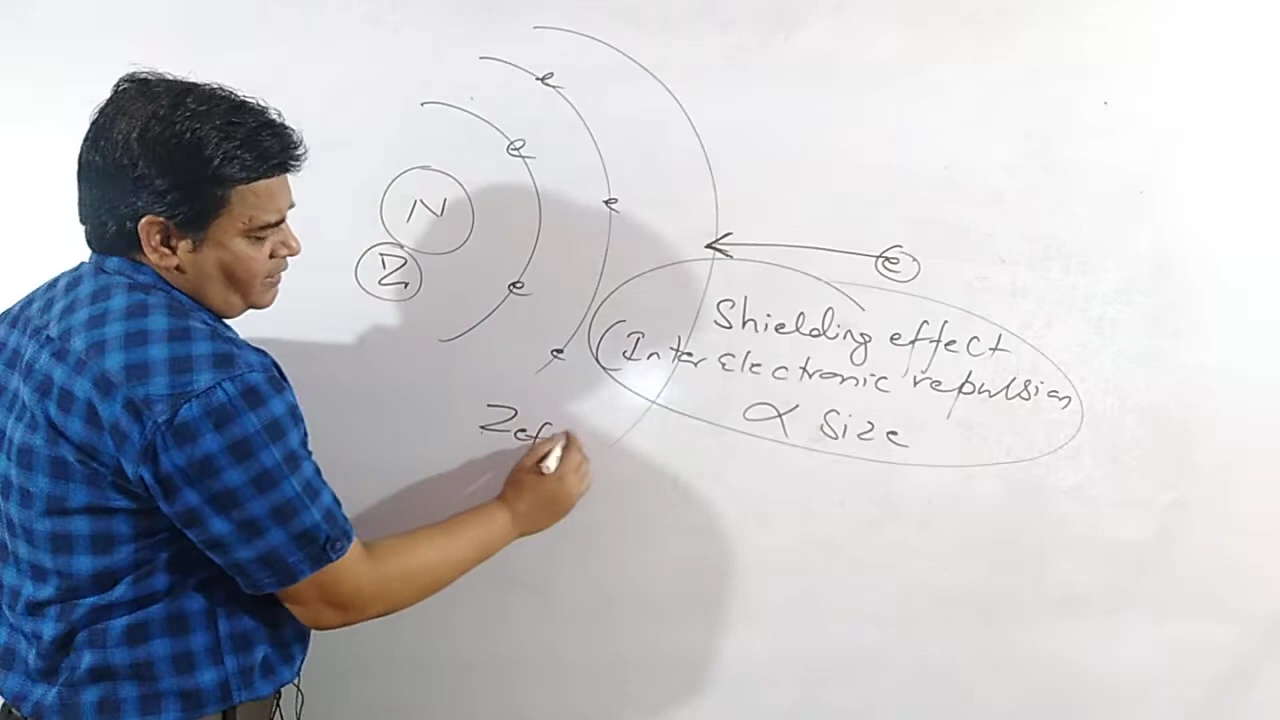 e
e
N
e
e
Z
e
e
Shielding effect
(Inter Electronic repulsion
∝ Size
Zef